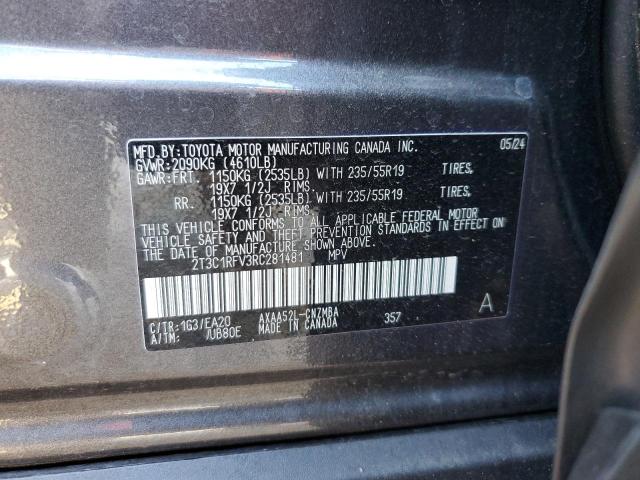 MFD.BY:TOYOTA MOTOR MANUFACTURING CANADA INC. 05/24
GVWR:2090KG (4610LB)
GAWR:FRT. 1150KG (2535LB) WITH 235/55R19 TIRES,
19X7 1/2J RIMS.
RR. 1150KG (2535LB) WITH 235/55R19 TIRES,
19X7 1/2J RIMS.
THIS VEHICLE CONFORMS TO ALL APPLICABLE FEDERAL MOTOR
VEHICLE SAFETY AND THEFT PREVENTION STANDARDS IN EFFECT ON
THE DATE OF MANUFACTURE SHOWN ABOVE.
2T3C1RFV3RC281481 MPV
C/TR:1G3/EA20 AXAA52L-CNZMBA 357 A
A/TM: /UB80E MADE IN CANADA